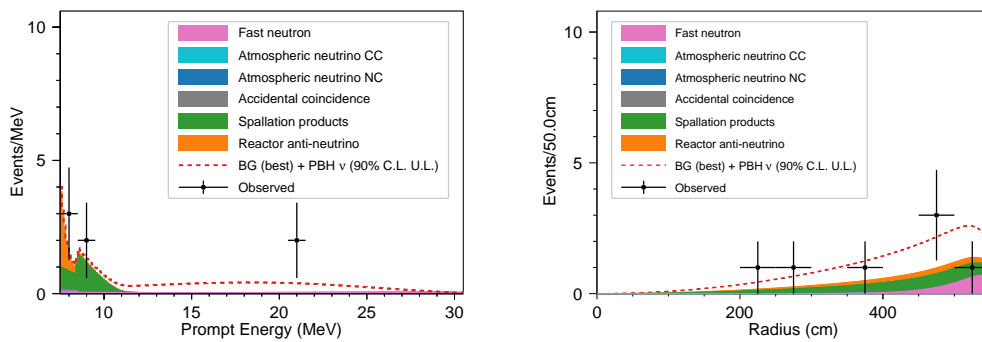 10
5
0
Events/MeV
10
15
20
25
30
Prompt Energy (MeV)
Fast neutron
Atmospheric neutrino CC
Atmospheric neutrino NC
Accidental coincidence
Spallation products
Reactor anti-neutrino
BG (best) + PBH ν (90% C.L. U.L.)
Observed
10
5
0
Events/50.0cm
0
200
400
Radius (cm)
Fast neutron
Atmospheric neutrino CC
Atmospheric neutrino NC
Accidental coincidence
Spallation products
Reactor anti-neutrino
BG (best) + PBH ν (90% C.L. U.L.)
Observed